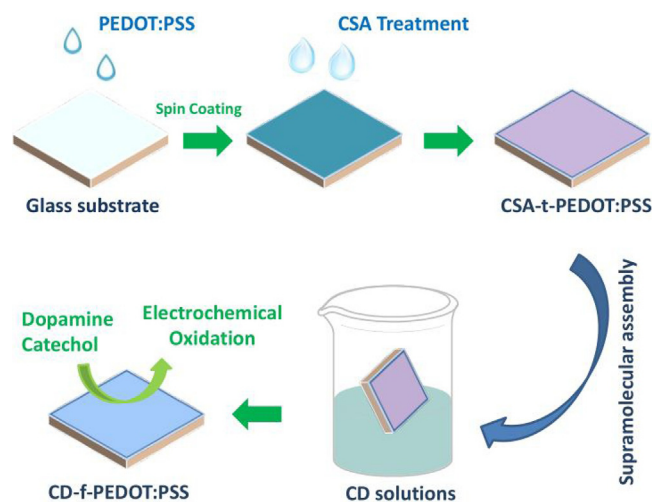 PEDOT:PSS
CSA Treatment
Spin Coating
Glass substrate
CSA-t-PEDOT:PSS
Supramolecular assembly
Dopamine
Catechol
Electrochemical
Oxidation
CD-f-PEDOT:PSS
CD solutions